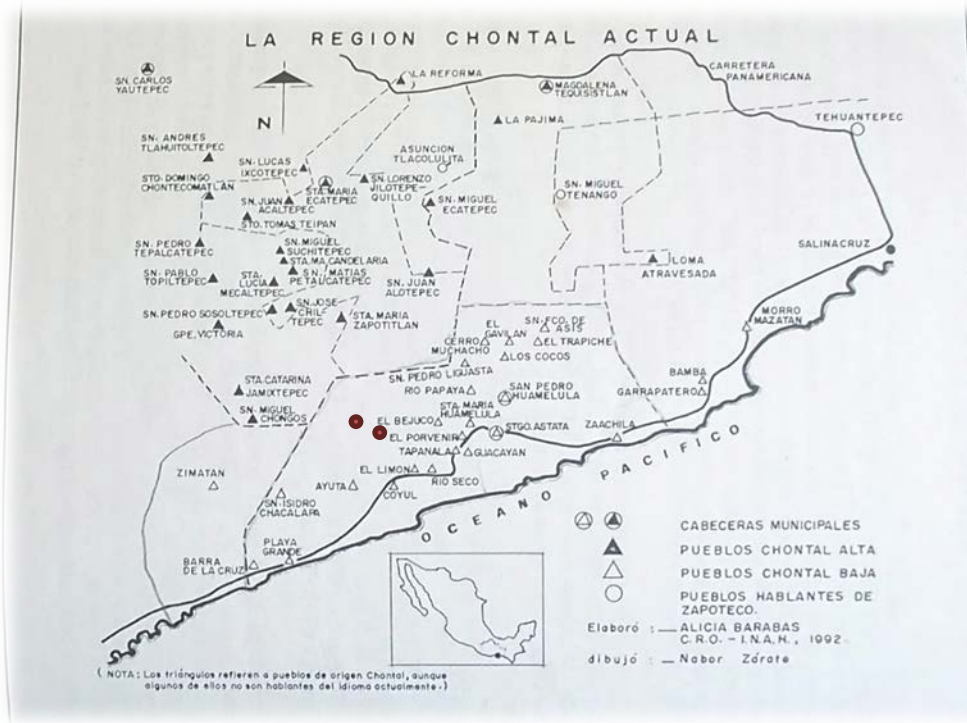 LA REGION CHONTAL ACTUAL
SN. CARLOS
YAUTEPEC
N
LA REFORMA
MAGDALENA
TEQUISISTLAN
CARRETERA
PANAMERICANA
LA PAJIMA
TEHUANTEPEC
SN. ANDRES
TLAHUITOLTEPEC
SN. LUCAS
IXCOTEPEC
ASUNCION
TLACOLULITA
STO. DOMINGO
CHONTECOMATLAN
SN. JUAN
ACALTEPEC
STA. MARIA
ECATEPEC
SN. LORENZO
JILOTEPE-
QUILLO
SN. MIGUEL
ECATEPEC
SN. MIGUEL
TENANGO
STO. TOMAS TEIPAN
SN. PEDRO
TEPALCATEPEC
SN. MIGUEL
SUCHITEPEC
STA. MA. CANDELARIA
SN. MATIAS
PETALCATEPEC
SALINACRUZ
SN. PABLO
TOPILTEPEC
STA.
LUCIA
MECALTEPEC
SN. JUAN
ALOTEPEC
LOMA
ATRAVESADA
SN. PEDRO SOSOLTEPEC
SN. JOSE
CHIL-
TEPEC
STA. MARIA
ZAPOTITLAN
GPE. VICTORIA
MORRO
MAZATAN
EL
GAVILAN
SN. FCO. DE
ASIS
CERRO
MUCHACHO
EL TRAPICHE
LOS COCOS
SN. PEDRO LIGUASTA
STA. CATARINA
JAMIXTEPEC
RIO PAPAYA
SAN PEDRO
HUAMELULA
BAMBA
GARRAPATERO
SN. MIGUEL
CHONGOS
EL BEJUCO
STA. MARIA
HUAMELULA
STGO. ASTATA
ZAACHILA
EL PORVENIR
TAPANALA
GUACAYAN
ZIMATAN
EL LIMON
RIO SECO
AYUTA
COYUL
SN. ISIDRO
CHACALAPA
OCEANO PACIFICO
PLAYA
GRANDE
BARRA
DE LA CRUZ
CABECERAS MUNICIPALES
PUEBLOS CHONTAL ALTA
PUEBLOS CHONTAL BAJA
PUEBLOS HABLANTES DE
ZAPOTECO.
Elaboró : — ALICIA BARABAS
C.R.O. - I.N.A.H., 1992.
dibujó : — Nabor Zárate
( NOTA: Los triángulos refieren a pueblos de origen Chontal, aunque
algunos de ellos no son hablantes del idioma actualmente.)